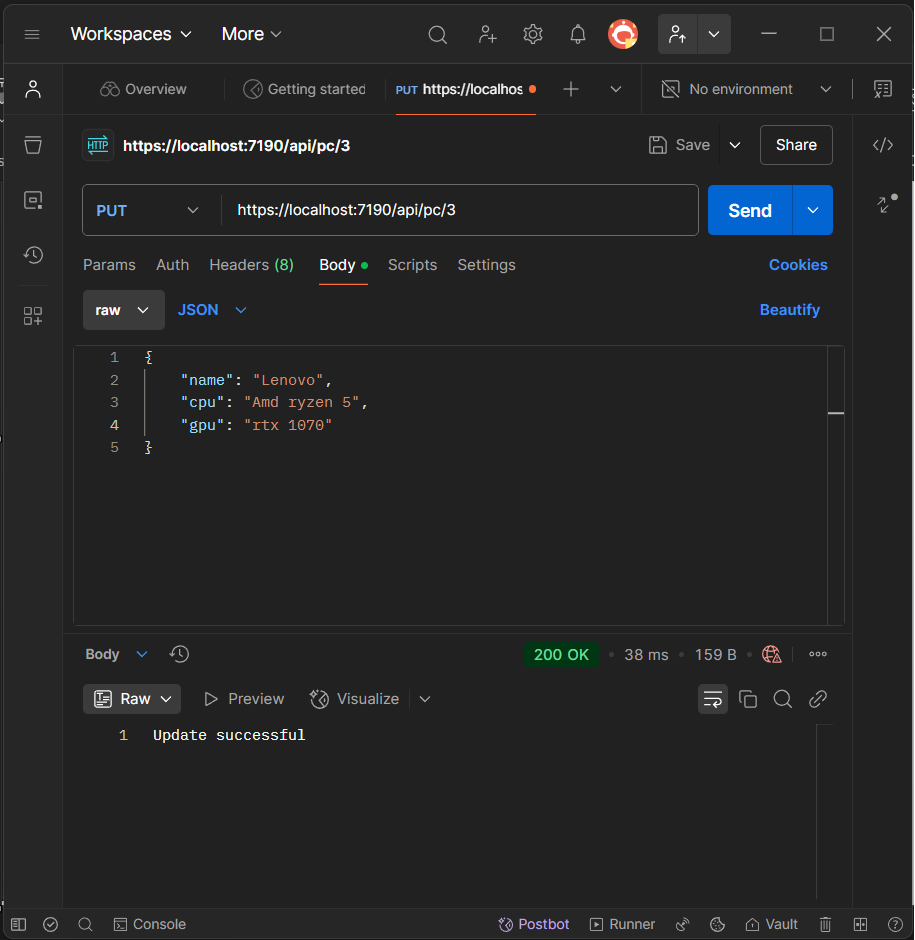 Workspaces More
Overview Getting started PUT https://localhos No environment
HTTP https://localhost:7190/api/pc/3 Save Share
PUT https://localhost:7190/api/pc/3 Send
Params Auth Headers (8) Body Scripts Settings Cookies
raw JSON Beautify
1 {
2 "name": "Lenovo",
3 "cpu": "Amd ryzen 5",
4 "gpu": "rtx 1070"
5 }
Body 200 OK • 38 ms • 159 B •
Raw Preview Visualize
1 Update successful
Console Postbot Runner Vault